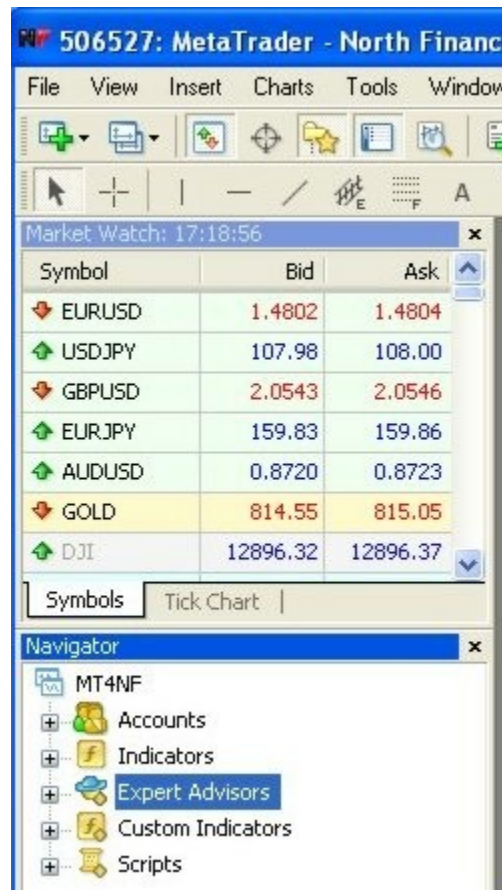 506527: MetaTrader - North Financ
File View Insert Charts Tools Window
E F A
Market Watch: 17:18:56
Symbol Bid Ask
EURUSD 1.4802 1.4804
USDJPY 107.98 108.00
GBPUSD 2.0543 2.0546
EURJPY 159.83 159.86
AUDUSD 0.8720 0.8723
GOLD 814.55 815.05
DJI 12896.32 12896.37
Symbols Tick Chart
Navigator
MT4NF
Accounts
Indicators
Expert Advisors
Custom Indicators
Scripts